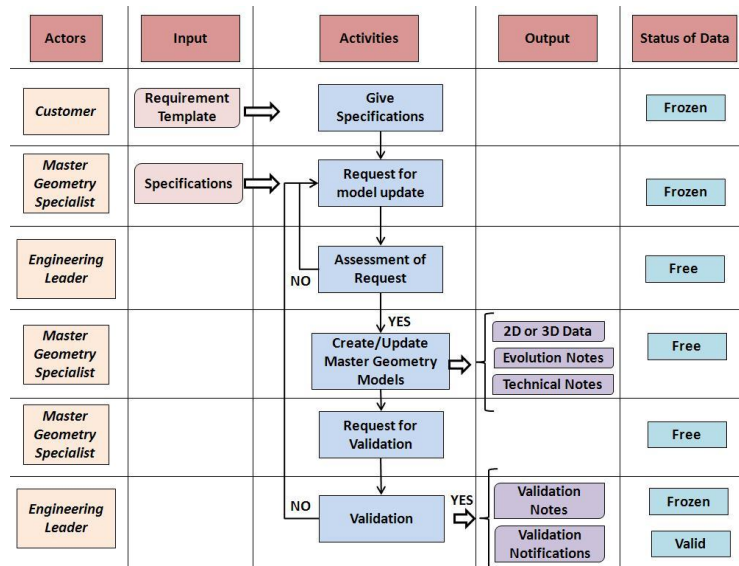 Actors
Input
Activities
Output
Status of Data
Customer
Requirement
Template
Give
Specifications
Frozen
Master
Geometry
Specialist
Specifications
Request for
model update
Frozen
Engineering
Leader
NO
Assessment of
Request
Free
YES
Master
Geometry
Specialist
Create/Update
Master Geometry
Models
2D or 3D Data
Evolution Notes
Technical Notes
Free
Master
Geometry
Specialist
Request for
Validation
Free
Engineering
Leader
NO
Validation
YES
Validation
Notes
Validation
Notifications
Frozen
Valid